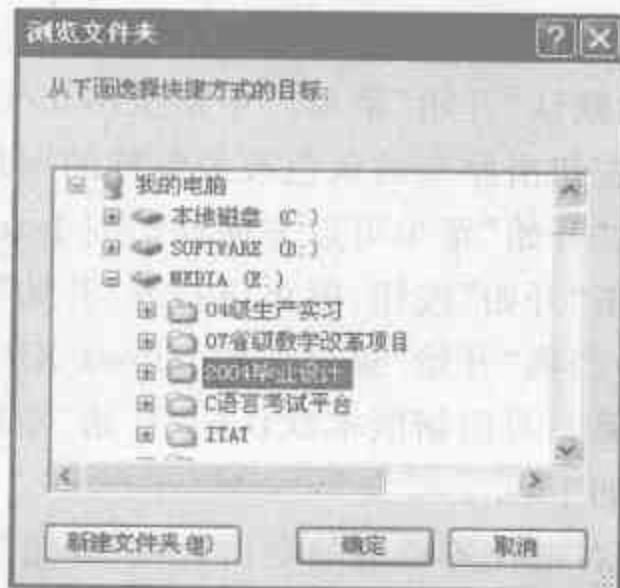 浏览文件夹
从下面选择快捷方式的目标:
我的电脑
本地磁盘 (C:)
SOFTWARE (D:)
MEDIA (E:)
04级生产实习
07省级教学改革项目
2004毕业设计
C语言考试平台
ITAT
新建文件夹 确定 取消